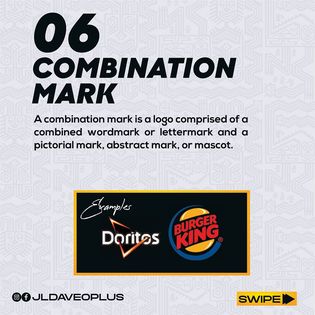 06
COMBINATION
MARK
A combination mark is a logo comprised of a
combined wordmark or lettermark and a
pictorial mark, abstract mark, or mascot.
Examples
Doritos
BURGER
KING
JLDAVEOPLUS
SWIPE